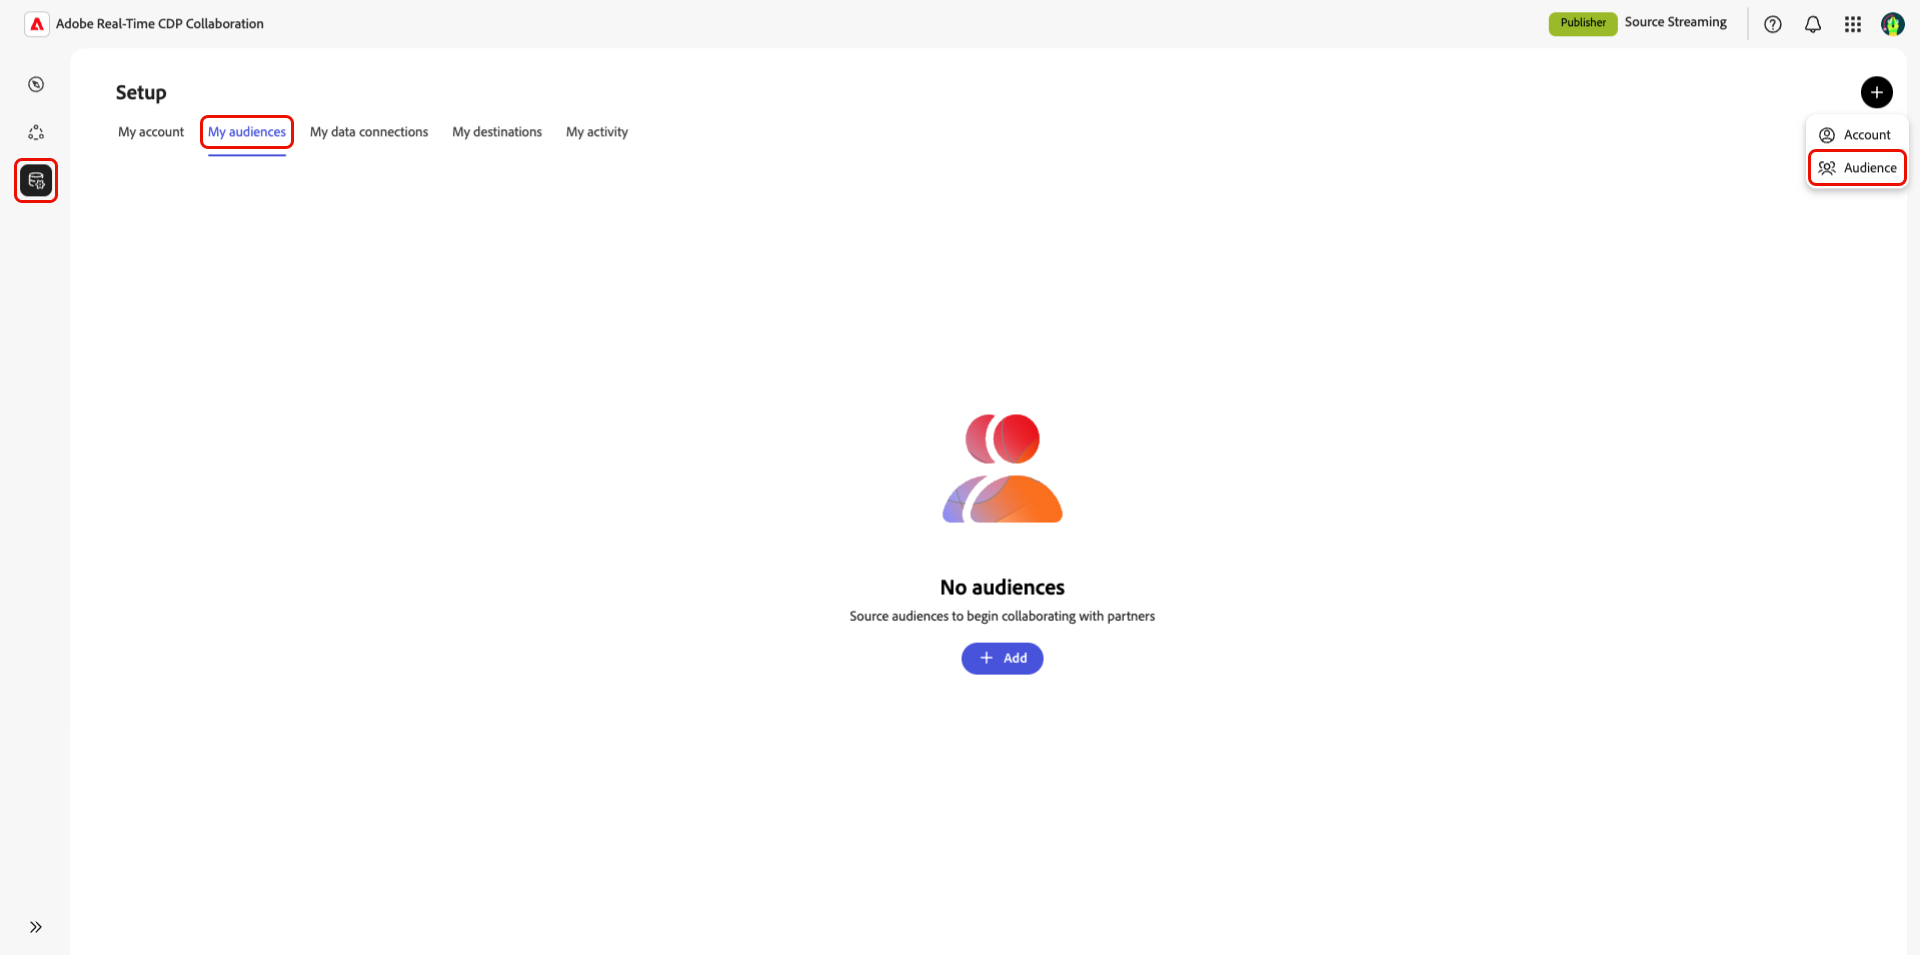 Adobe Real-Time CDP Collaboration
Publisher
Source Streaming
Setup
My account
My audiences
My data connections
My destinations
My activity
Account
Audience
No audiences
Source audiences to begin collaborating with partners
Add